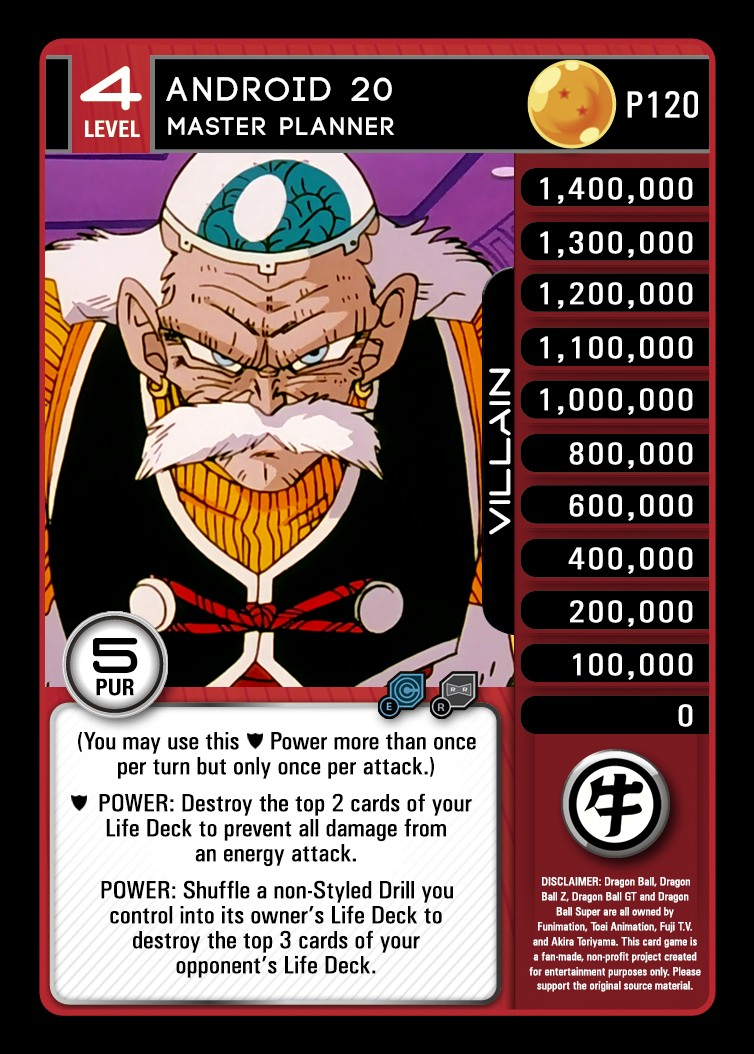 4
LEVEL
ANDROID 20
MASTER PLANNER
P120
1,400,000
1,300,000
1,200,000
1,100,000
1,000,000
800,000
600,000
400,000
200,000
100,000
0
VILLAIN
5
PUR
E
R
R R
(You may use this Power more than once
per turn but only once per attack.)
POWER: Destroy the top 2 cards of your
Life Deck to prevent all damage from
an energy attack.
POWER: Shuffle a non-Styled Drill you
control into its owner's Life Deck to
destroy the top 3 cards of your
opponent's Life Deck.
牛
DISCLAIMER: Dragon Ball, Dragon
Ball Z, Dragon Ball GT and Dragon
Ball Super are all owned by
Funimation, Toei Animation, Fuji T.V.
and Akira Toriyama. This card game is
a fan-made, non-profit project created
for entertainment purposes only. Please
support the original source material.